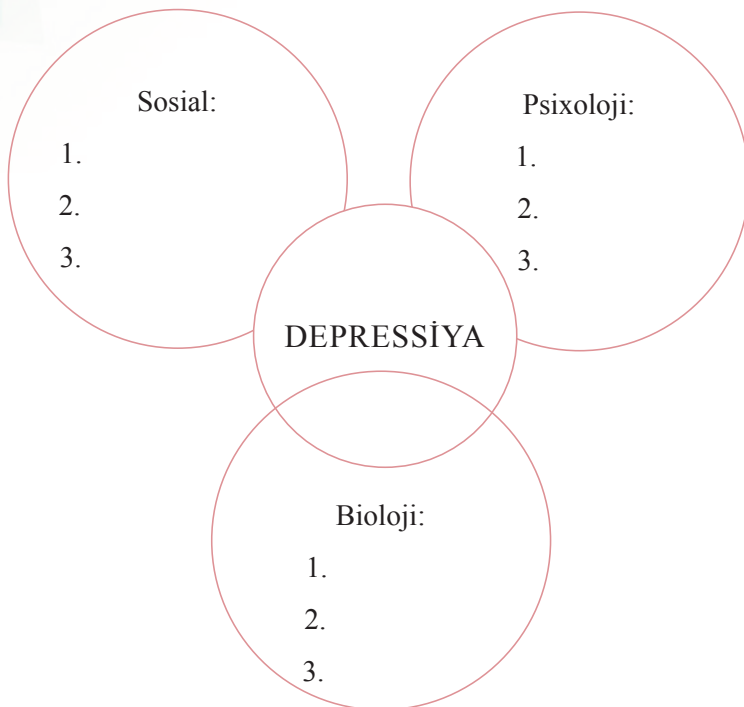 Sosial:
1.
2.
3.
Psixoloji:
1.
2.
3.
DEPRESSİYA
Bioloji:
1.
2.
3.